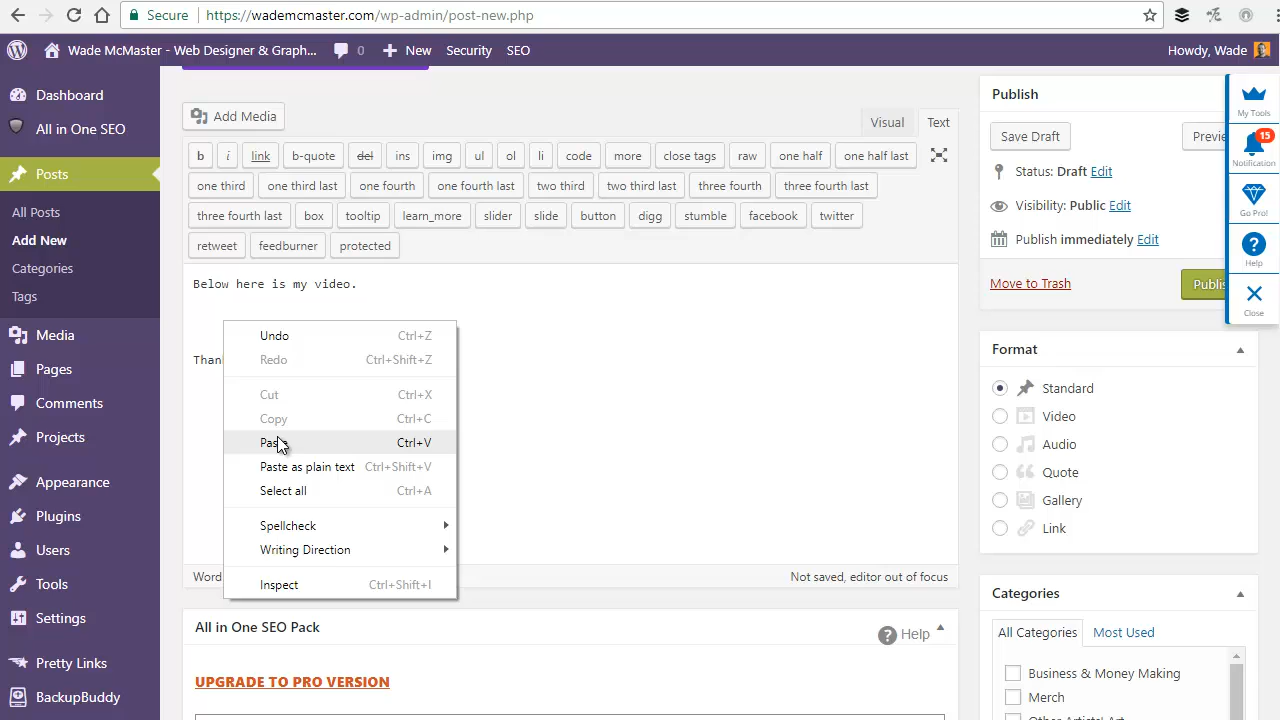 Secure https://wademcmaster.com/wp-admin/post-new.php
Wade McMaster - Web Designer & Graph... 0 New Security SEO Howdy, Wade
Dashboard
All in One SEO
Posts
All Posts
Add New
Categories
Tags
Media
Pages
Comments
Projects
Appearance
Plugins
Users
Tools
Settings
Pretty Links
BackupBuddy
Add Media
Visual Text
b i link b-quote del ins img ul ol li code more close tags raw one half one half last
one third one third last one fourth one fourth last two third two third last three fourth three fourth last
three fourth last box tooltip learn_more slider slide button digg stumble facebook twitter
retweet feedburner protected
Below here is my video.
Undo Ctrl+Z
Redo Ctrl+Shift+Z
Cut Ctrl+X
Copy Ctrl+C
Paste Ctrl+V
Paste as plain text Ctrl+Shift+V
Select all Ctrl+A
Spellcheck
Writing Direction
Inspect Ctrl+Shift+I
Word Not saved, editor out of focus
All in One SEO Pack
Help
UPGRADE TO PRO VERSION
Publish
Save Draft
Status: Draft Edit
Visibility: Public Edit
Publish immediately Edit
Move to Trash
Format
Standard
Video
Audio
Quote
Gallery
Link
Categories
All Categories Most Used
Business & Money Making
Merch
My Tools
15
Notification
Go Pro!
Help
Close